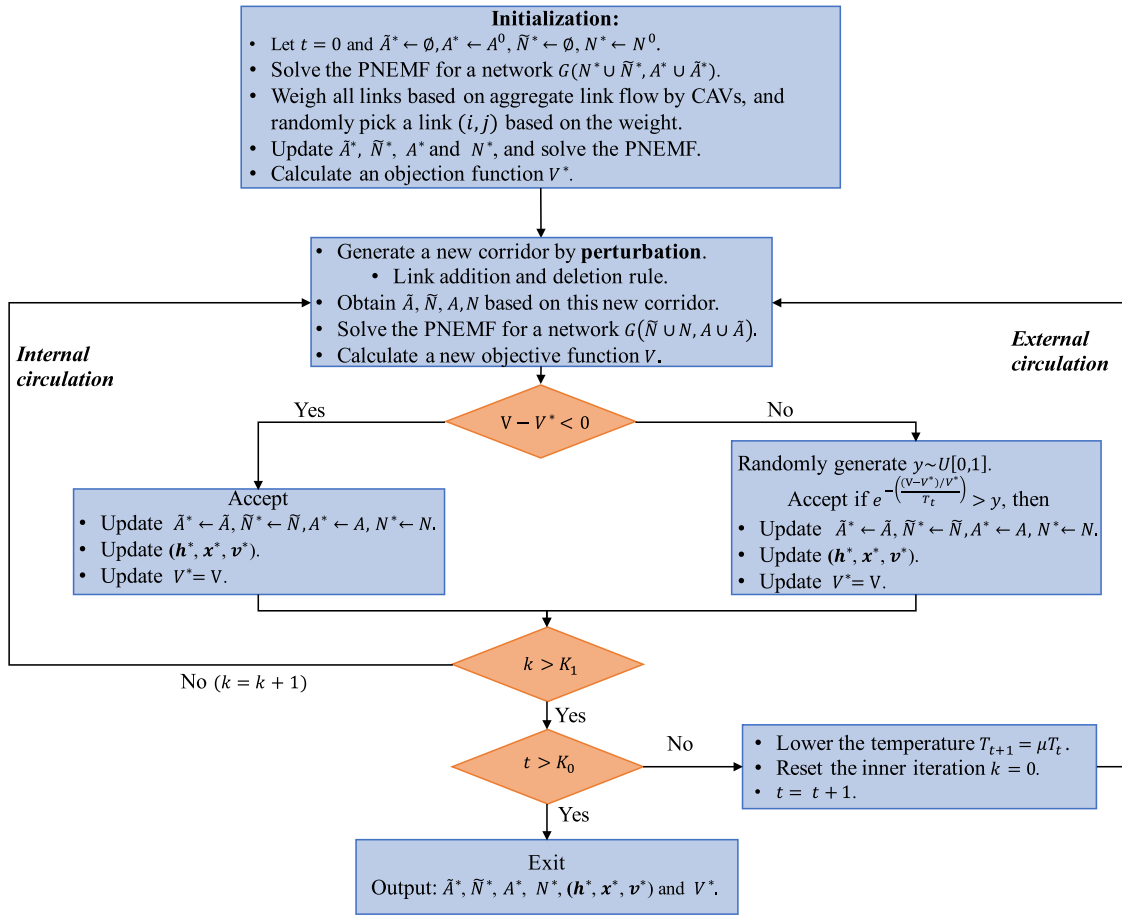 Initialization:
• Let t = 0 and Ã* ← ∅, A* ← A⁰, Ñ* ← ∅, N* ← N⁰.
• Solve the PNEMF for a network G(N* ∪ Ñ*, A* ∪ Ã*).
• Weigh all links based on aggregate link flow by CAVs, and
randomly pick a link (i, j) based on the weight.
• Update Ã*, Ñ*, A* and N*, and solve the PNEMF.
• Calculate an objection function V*.
• Generate a new corridor by perturbation.
• Link addition and deletion rule.
• Obtain Ã, Ñ, A, N based on this new corridor.
• Solve the PNEMF for a network G(Ñ ∪ N, A ∪ Ã).
• Calculate a new objective function V.
Internal
circulation
External
circulation
V − V* < 0
Yes
No
Accept
• Update Ã* ← Ã, Ñ* ← Ñ, A* ← A, N* ← N.
• Update (h*, x*, v*).
• Update V* = V.
Randomly generate y~U[0,1].
Accept if e^−(((V−V*)/V*)/T_t) > y, then
• Update Ã* ← Ã, Ñ* ← Ñ, A* ← A, N* ← N.
• Update (h*, x*, v*).
• Update V* = V.
k > K₁
No (k = k + 1)
Yes
t > K₀
No
Yes
• Lower the temperature T_{t+1} = μT_t.
• Reset the inner iteration k = 0.
• t = t + 1.
Exit
Output: Ã*, Ñ*, A*, N*, (h*, x*, v*) and V*.